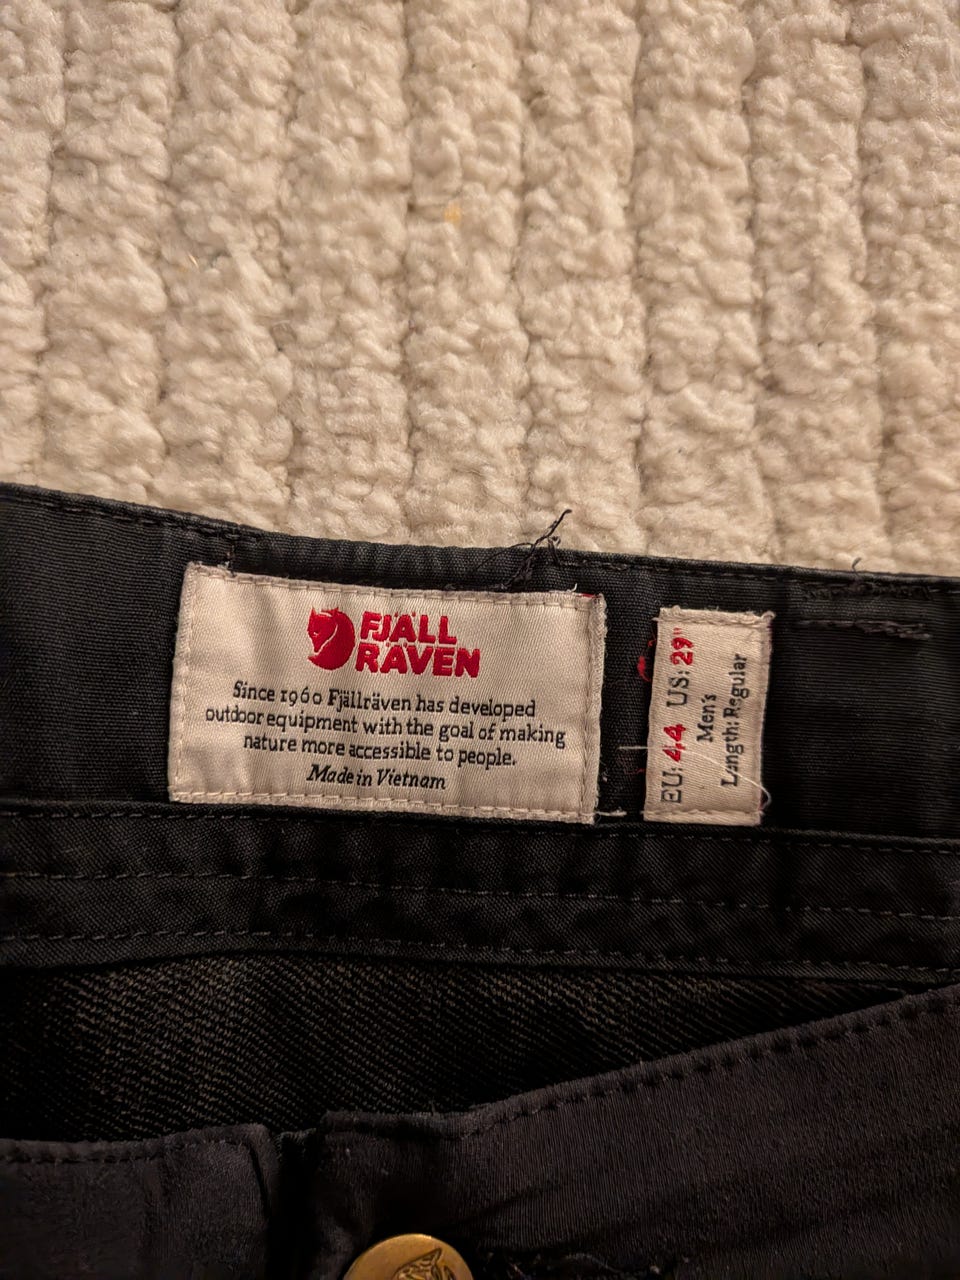 FJÄLL
RÄVEN
Since 1960 Fjällräven has developed
outdoor equipment with the goal of making
nature more accessible to people.
Made in Vietnam
EU: 44 US: 29"
Men's
Length: Regular